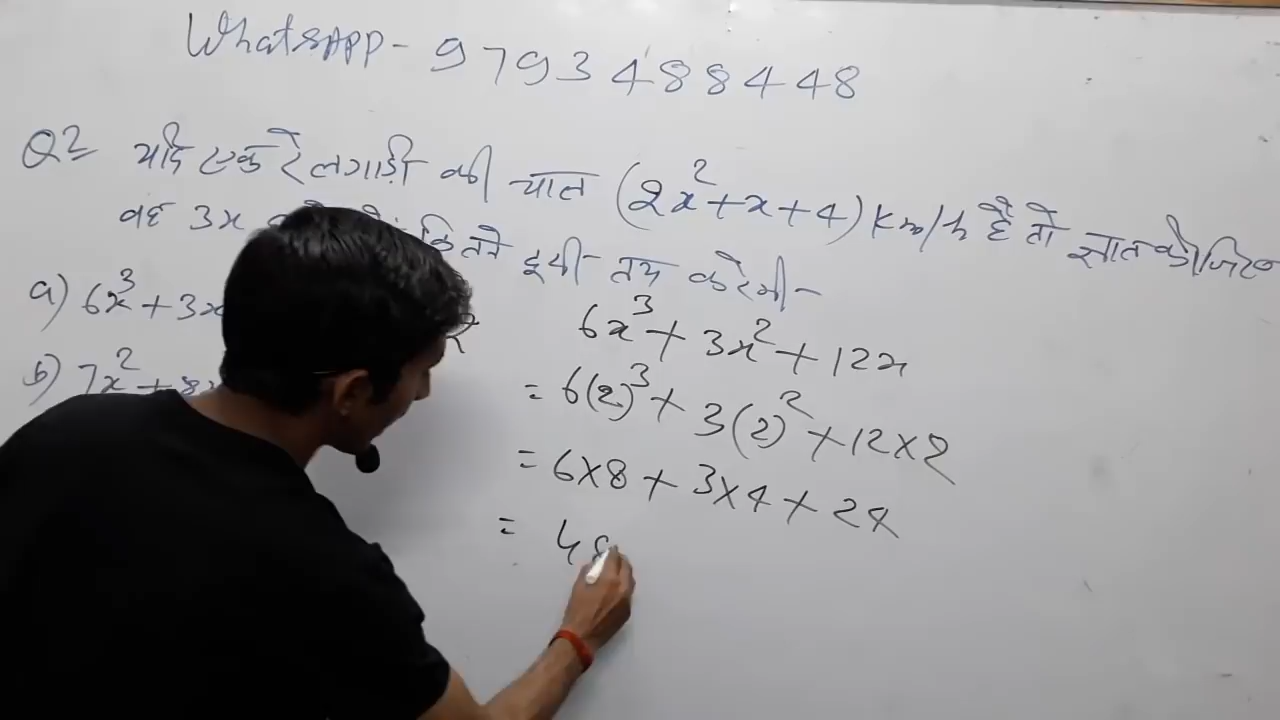 WhatsAPP - 9793488448
Q2 यदि एक रेलगाड़ी की चाल (2x²+x+4) km/h है तो ज्ञात कीजिए
वह 3x कितने दूरी तय करेगी -
a) 6x³ + 3x
b) 7x² + 8x
6x³ + 3x² + 12x
= 6(2)³ + 3(2)² + 12×2
= 6×8 + 3×4 + 24
= 48